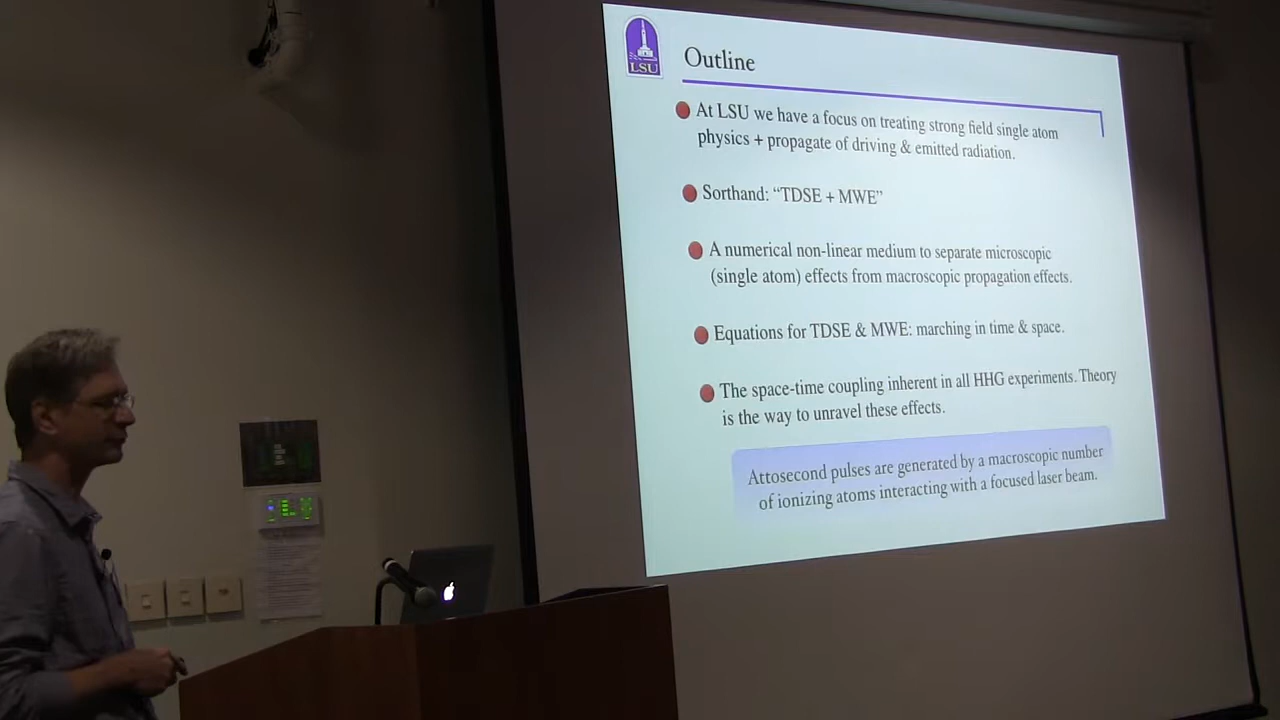 LSU
Outline
At LSU we have a focus on treating strong field single atom
physics + propagate of driving & emitted radiation.
Sorthand: “TDSE + MWE”
A numerical non-linear medium to separate microscopic
(single atom) effects from macroscopic propagation effects.
Equations for TDSE & MWE: marching in time & space.
The space-time coupling inherent in all HHG experiments. Theory
is the way to unravel these effects.
Attosecond pulses are generated by a macroscopic number
of ionizing atoms interacting with a focused laser beam.